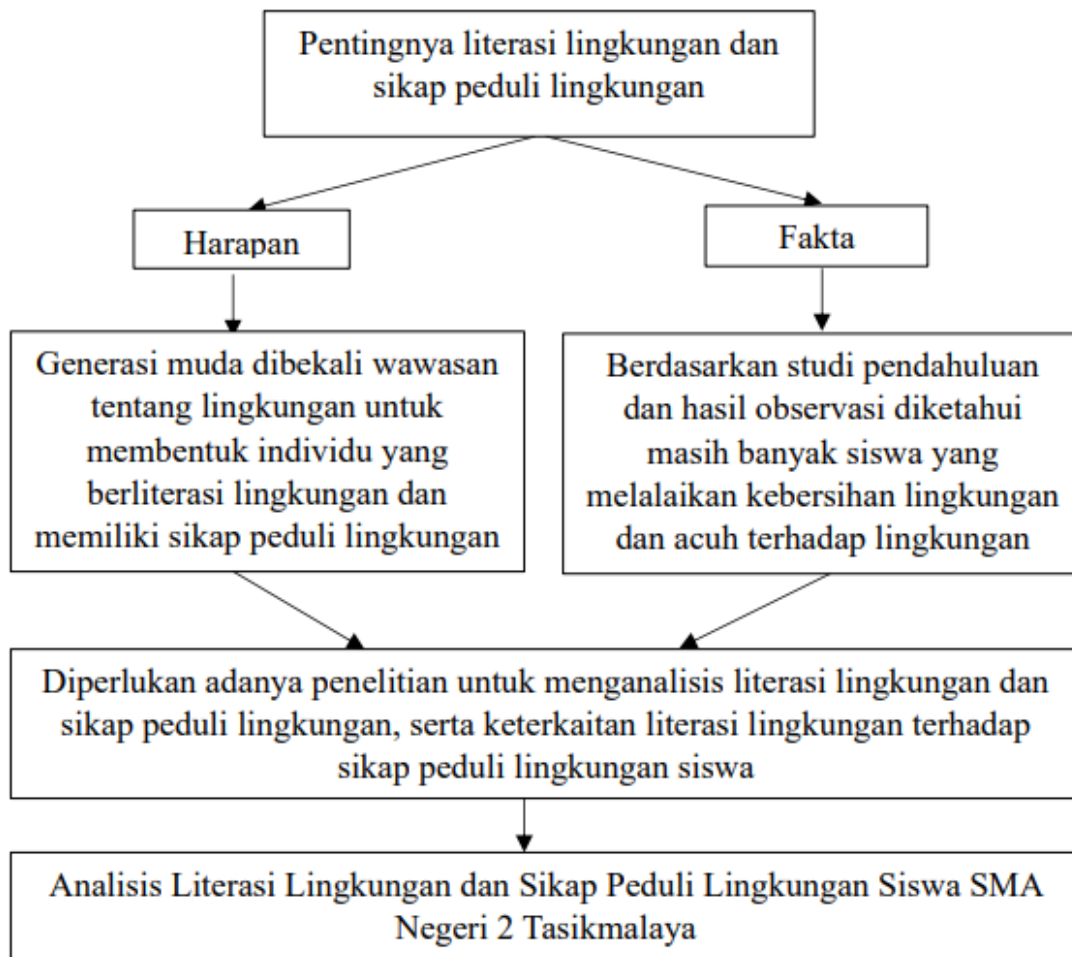 Pentingnya literasi lingkungan dan
sikap peduli lingkungan
Harapan
Fakta
Generasi muda dibekali wawasan
tentang lingkungan untuk
membentuk individu yang
berliterasi lingkungan dan
memiliki sikap peduli lingkungan
Berdasarkan studi pendahuluan
dan hasil observasi diketahui
masih banyak siswa yang
melalaikan kebersihan lingkungan
dan acuh terhadap lingkungan
Diperlukan adanya penelitian untuk menganalisis literasi lingkungan dan
sikap peduli lingkungan, serta keterkaitan literasi lingkungan terhadap
sikap peduli lingkungan siswa
Analisis Literasi Lingkungan dan Sikap Peduli Lingkungan Siswa SMA
Negeri 2 Tasikmalaya